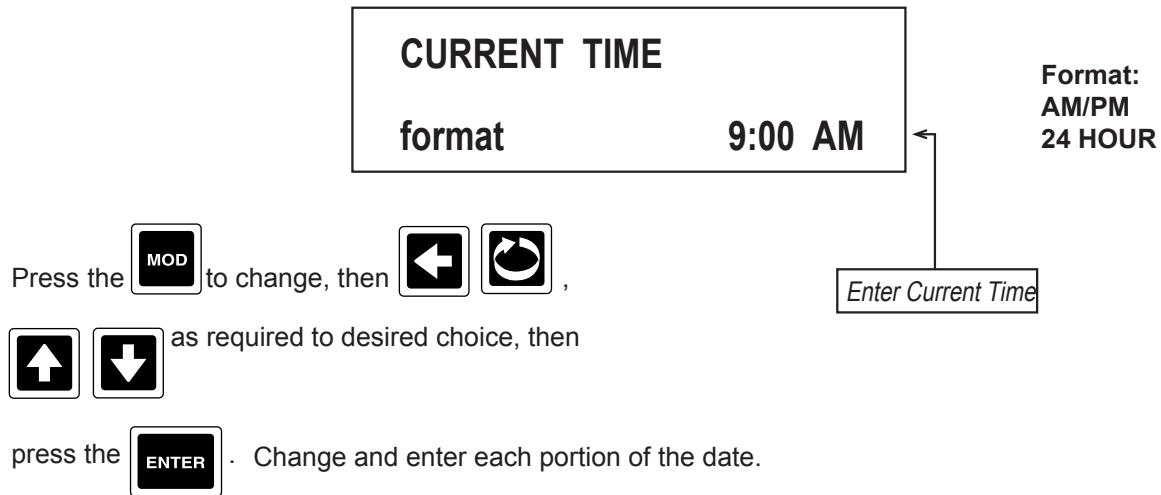 CURRENT TIME
format 9:00 AM
Format:
AM/PM
24 HOUR
Enter Current Time
Press the MOD to change, then ,
as required to desired choice, then
press the ENTER . Change and enter each portion of the date.